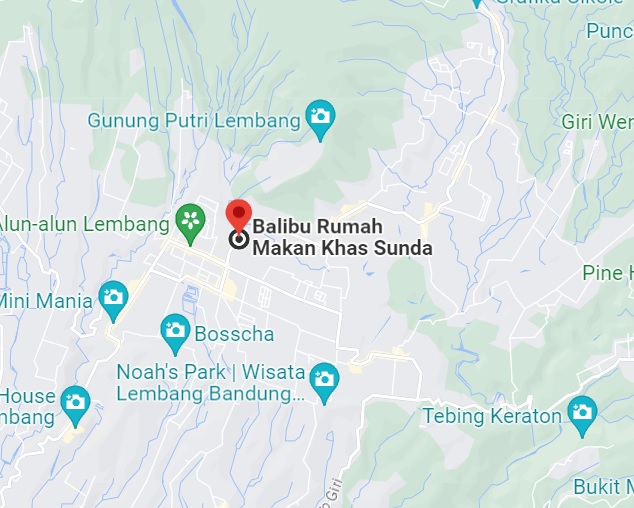 Punc
Gunung Putri Lembang
Giri Wer
Alun-alun Lembang
Balibu Rumah
Makan Khas Sunda
Pine H
Mini Mania
Bosscha
Noah's Park | Wisata
Lembang Bandung...
House
mbang
Tebing Keraton
Bukit M
Giri